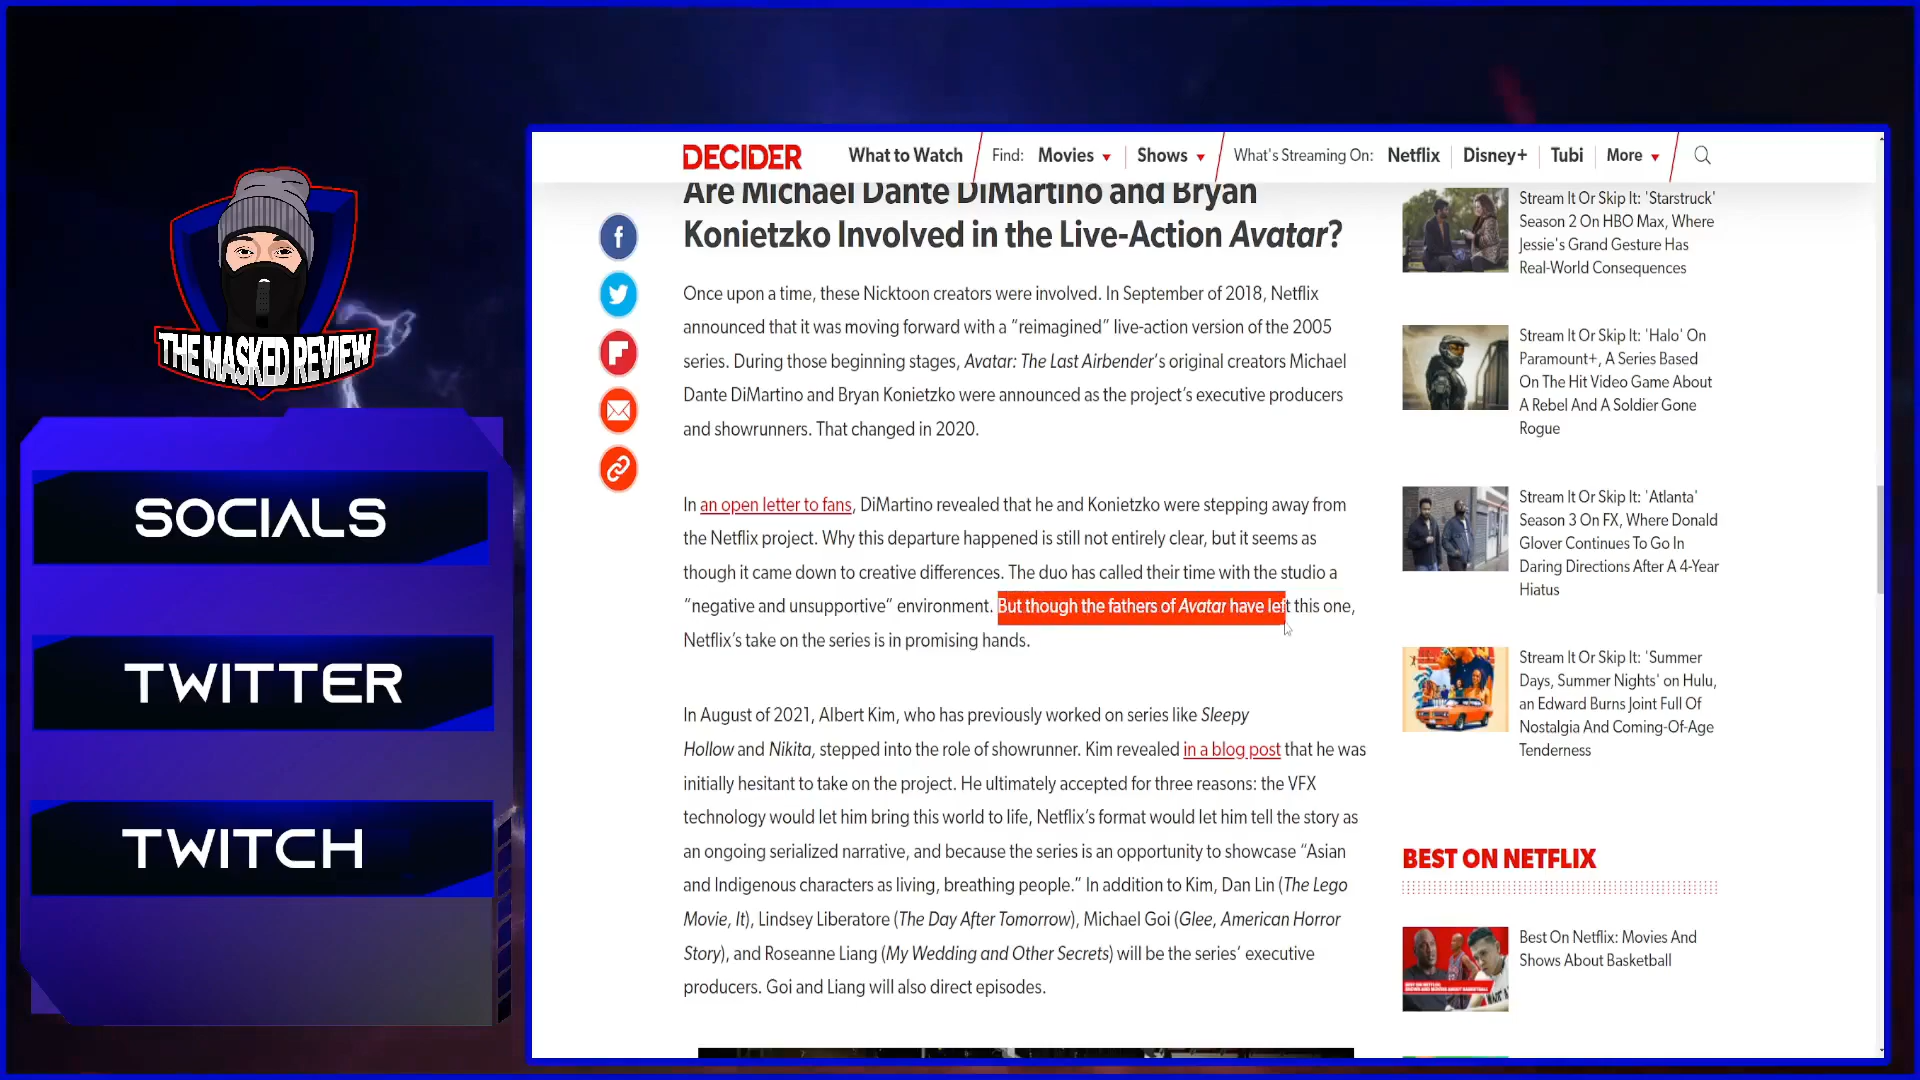 THE MASKED REVIEW
SOCIALS
TWITTER
TWITCH
DECIDER
What to Watch
Find:
Movies
Shows
What's Streaming On:
Netflix
Disney+
Tubi
More
Are Michael Dante DiMartino and Bryan
Konietzko Involved in the Live-Action Avatar?
Once upon a time, these Nicktoon creators were involved. In September of 2018, Netflix
announced that it was moving forward with a “reimagined” live-action version of the 2005
series. During those beginning stages, Avatar: The Last Airbender’s original creators Michael
Dante DiMartino and Bryan Konietzko were announced as the project’s executive producers
and showrunners. That changed in 2020.
In an open letter to fans, DiMartino revealed that he and Konietzko were stepping away from
the Netflix project. Why this departure happened is still not entirely clear, but it seems as
though it came down to creative differences. The duo has called their time with the studio a
“negative and unsupportive“ environment. But though the fathers of Avatar have left this one,
Netflix’s take on the series is in promising hands.
In August of 2021, Albert Kim, who has previously worked on series like Sleepy
Hollow and Nikita, stepped into the role of showrunner. Kim revealed in a blog post that he was
initially hesitant to take on the project. He ultimately accepted for three reasons: the VFX
technology would let him bring this world to life, Netflix’s format would let him tell the story as
an ongoing serialized narrative, and because the series is an opportunity to showcase “Asian
and Indigenous characters as living, breathing people.” In addition to Kim, Dan Lin (The Lego
Movie, It), Lindsey Liberatore (The Day After Tomorrow), Michael Goi (Glee, American Horror
Story), and Roseanne Liang (My Wedding and Other Secrets) will be the series’ executive
producers. Goi and Liang will also direct episodes.
Stream It Or Skip It: 'Starstruck'
Season 2 On HBO Max, Where
Jessie's Grand Gesture Has
Real-World Consequences
Stream It Or Skip It: 'Halo' On
Paramount+, A Series Based
On The Hit Video Game About
A Rebel And A Soldier Gone
Rogue
Stream It Or Skip It: 'Atlanta'
Season 3 On FX, Where Donald
Glover Continues To Go In
Daring Directions After A 4-Year
Hiatus
Stream It Or Skip It: 'Summer
Days, Summer Nights' on Hulu,
an Edward Burns Joint Full Of
Nostalgia And Coming-Of-Age
Tenderness
BEST ON NETFLIX
Best On Netflix: Movies And
Shows About Basketball